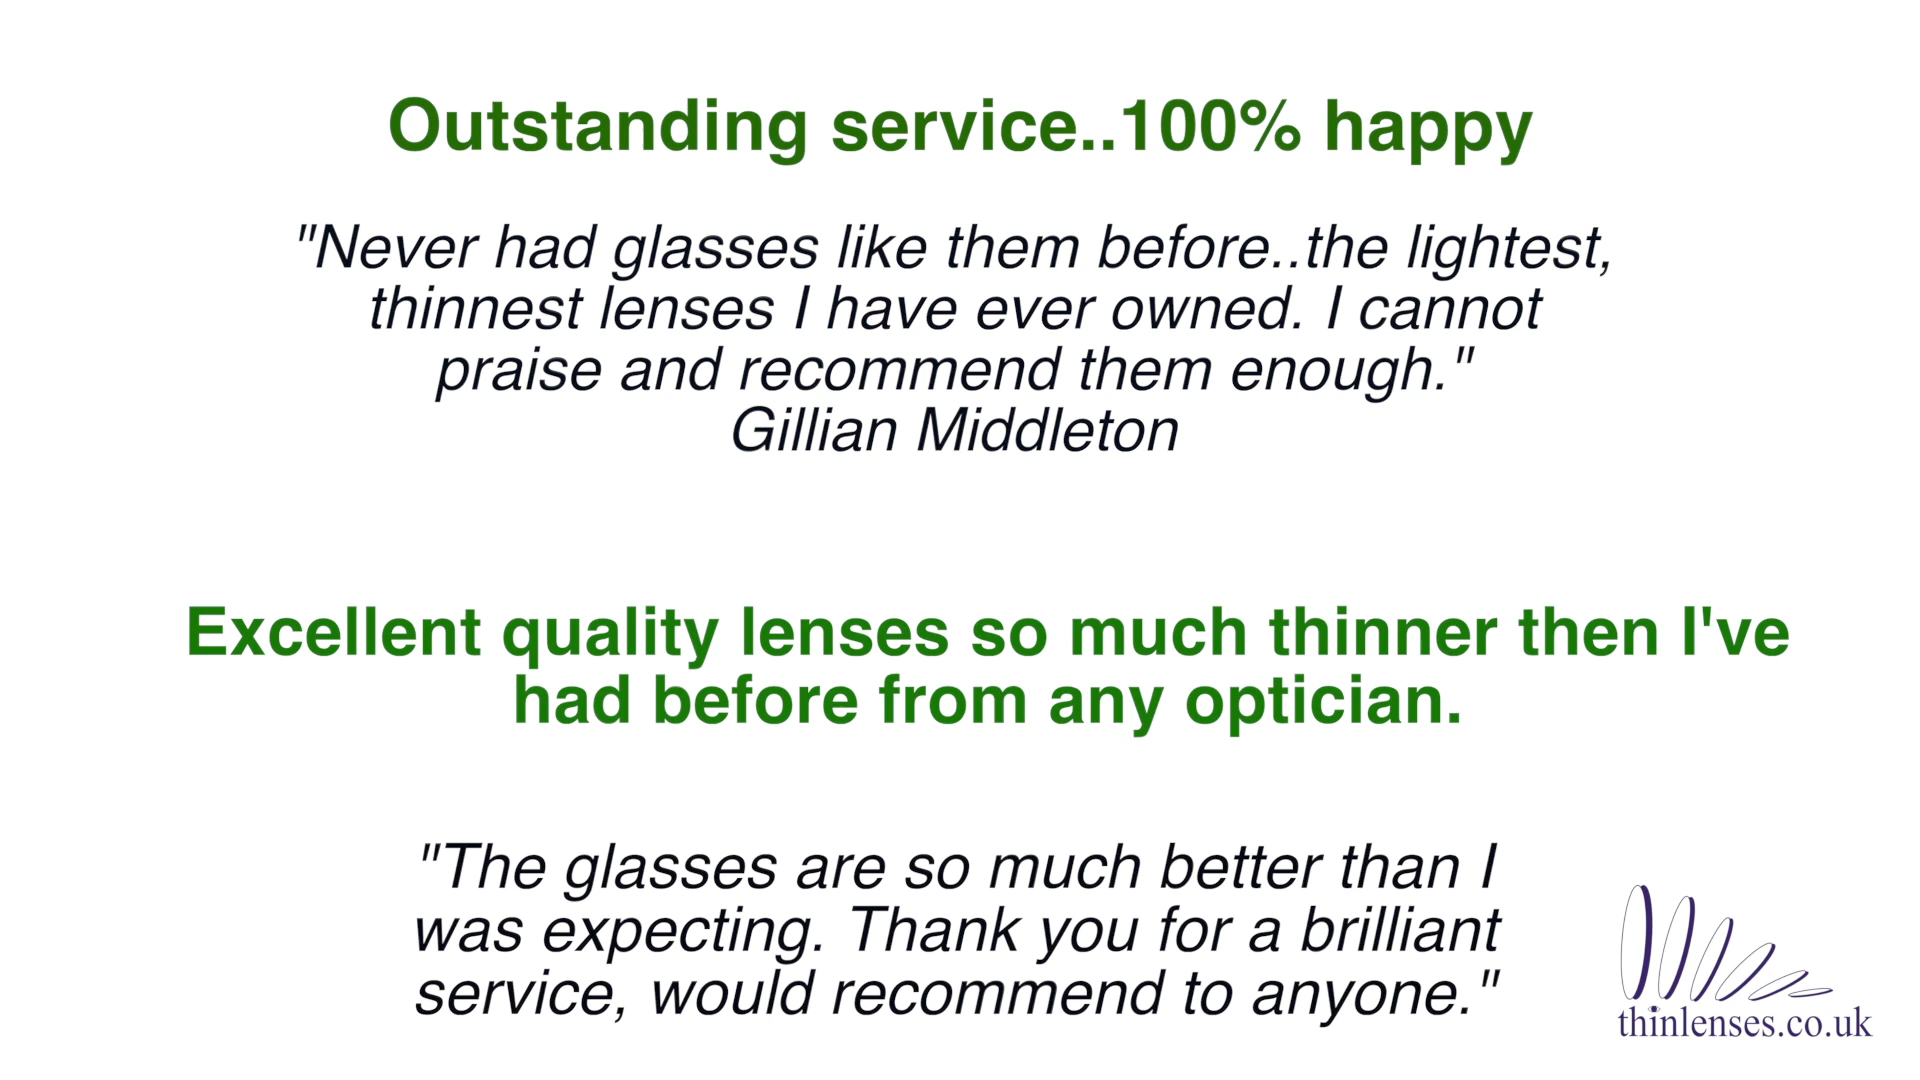 Outstanding service..100% happy
"Never had glasses like them before..the lightest,
thinnest lenses I have ever owned. I cannot
praise and recommend them enough."
Gillian Middleton
Excellent quality lenses so much thinner then I've
had before from any optician.
"The glasses are so much better than I
was expecting. Thank you for a brilliant
service, would recommend to anyone."
thinlenses.co.uk